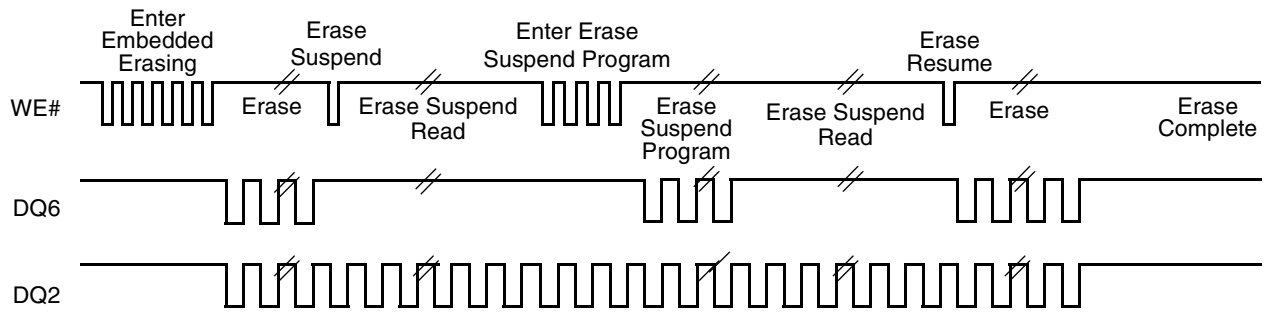 Enter
Embedded
Erasing
Erase
Suspend
Enter Erase
Suspend Program
Erase
Resume
WE#
Erase
Erase Suspend
Read
Erase
Suspend
Program
Erase Suspend
Read
Erase
Erase
Complete
DQ6
DQ2